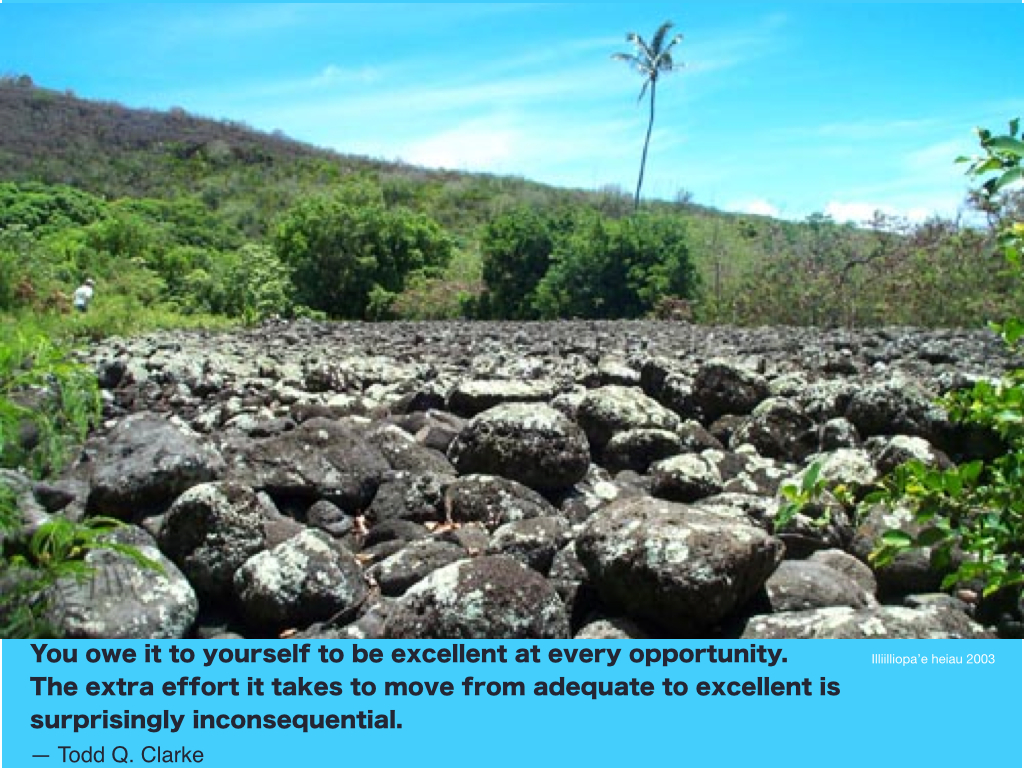 You owe it to yourself to be excellent at every opportunity.
Illiilliopa'e heiau 2003
The extra effort it takes to move from adequate to excellent is
surprisingly inconsequential.
— Todd Q. Clarke